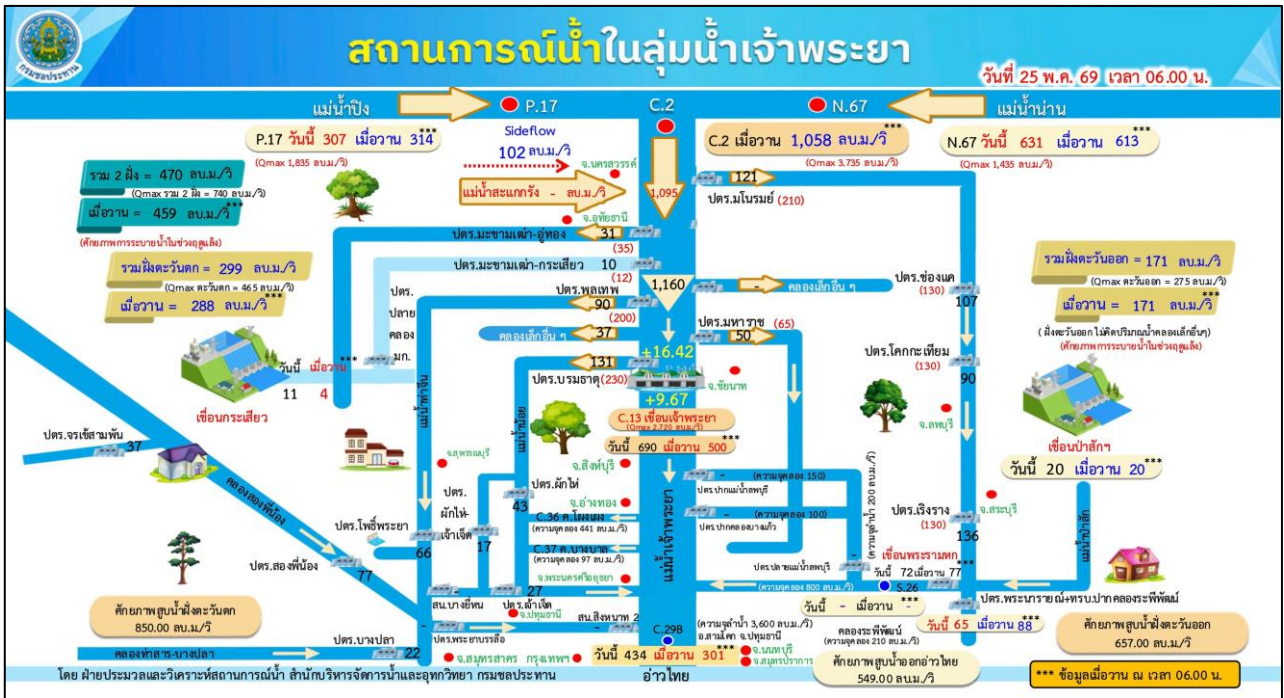 สถานการณ์น้ำในลุ่มน้ำเจ้าพระยา
กรมชลประทาน
วันที่ 25 พ.ค. 69 เวลา 06.00 น.
แม่น้ำปิง
P.17
C.2
N.67
แม่น้ำน่าน
P.17 วันนี้ 307 เมื่อวาน 314 ***
(Qmax 1,835 ลบ.ม./วิ)
Sideflow
102 ลบ.ม./วิ
จ.นครสวรรค์
C.2 เมื่อวาน 1,058 ลบ.ม./วิ ***
(Qmax 3,735 ลบ.ม./วิ)
N.67 วันนี้ 631 เมื่อวาน 613 ***
(Qmax 1,435 ลบ.ม./วิ)
รวม 2 ฝั่ง = 470 ลบ.ม./วิ
(Qmax รวม 2 ฝั่ง = 740 ลบ.ม./วิ)
เมื่อวาน = 459 ลบ.ม./วิ ***
(ศักยภาพการระบายน้ำในช่วงฤดูแล้ง)
แม่น้ำสะแกกรัง - ลบ.ม./วิ
1,095
121
ปตร.มโนรมย์ (210)
จ.อุทัยธานี
ปตร.มะขามเฒ่า-อู่ทอง 31
(35)
ปตร.มะขามเฒ่า-กระเสียว 10
(12)
รวมฝั่งตะวันตก = 299 ลบ.ม./วิ
(Qmax ตะวันตก = 465 ลบ.ม./วิ)
เมื่อวาน = 288 ลบ.ม./วิ ***
รวมฝั่งตะวันออก = 171 ลบ.ม./วิ
(Qmax ตะวันออก = 275 ลบ.ม./วิ)
เมื่อวาน = 171 ลบ.ม./วิ ***
( ฝั่งตะวันออก ไม่คิดปริมาณน้ำคลองเล็กอื่นๆ)
(ศักยภาพการระบายน้ำในช่วงฤดูแล้ง)
ปตร.พลเทพ
90
(200)
1,160
-
คลองเล็กอื่น ๆ
ปตร.ช่องแค
(130)
107
ปตร.
ปลาย
คลอง
มก.
คลองเล็กอื่นๆ
37
ปตร.มหาราช (65)
50
+16.42
131
ปตร.บรมธาตุ (230)
+9.67
จ.ชัยนาท
ปตร.โคกกะเทียม
(130)
90
วันนี้ เมื่อวาน ***
11 4
เขื่อนกระเสียว
แม่น้ำท่าจีน
แม่น้ำน้อย
C.13 เขื่อนเจ้าพระยา
(Qmax 2,720 ลบ.ม./วิ)
วันนี้ 690 เมื่อวาน 500 ***
จ.ลพบุรี
เขื่อนป่าสักฯ
วันนี้ 20 เมื่อวาน 20 ***
ปตร.จรเข้สามพัน
37
คลองสองพี่น้อง
จ.สุพรรณบุรี
จ.สิงห์บุรี
จ.อ่างทอง
- (ความจุคลอง 150)
ปตร.ปากแม่น้ำลพบุรี
- (ความจุคลอง 100)
ปตร.ปากคลองบางแก้ว
(ความจุลำน้ำ 200 ลบ.ม./วิ)
จ.สระบุรี
ปตร.เริงราง
(130)
136
แม่น้ำป่าสัก
ปตร.
ผักไห่-
เจ้าเจ็ด
17
ปตร.ผักไห่
43
C.36 ค.โผงเผง
(ความจุคลอง 441 ลบ.ม./วิ)
C.37 ค.บางบาล
(ความจุคลอง 97 ลบ.ม./วิ)
แม่น้ำเจ้าพระยา
ปตร.โพธิ์พระยา
66
ปตร.สองพี่น้อง
77
จ.พระนครศรีอยุธยา
ปตร.ปลายแม่น้ำลพบุรี
-
(ความจุคลอง 800 ลบ.ม./วิ)
เขื่อนพระรามหก
วันนี้ 72 เมื่อวาน 77 ***
S.26
วันนี้ - เมื่อวาน - ***
ปตร.พระนารายณ์+ทรบ.ปากคลองระพีพัฒน์
วันนี้ 65 เมื่อวาน 88 ***
คลองระพีพัฒน์
(ความจุคลอง 210 ลบ.ม./วิ)
-
สน.บางยี่หน
27
ปตร.เจ้าเจ็ด
จ.ปทุมธานี
สน.สิงหนาท 2
-
ปตร.พระยาบรรลือ
C.29B
(ความจุลำน้ำ 3,600 ลบ.ม./วิ)
อ.สามโคก จ.ปทุมธานี
ศักยภาพสูบน้ำฝั่งตะวันตก
850.00 ลบ.ม./วิ
ศักยภาพสูบน้ำฝั่งตะวันออก
657.00 ลบ.ม./วิ
ปตร.บางปลา
คลองท่าสาร-บางปลา
22
จ.สมุทรสาคร กรุงเทพฯ
วันนี้ 434 เมื่อวาน 301 ***
จ.นนทบุรี
จ.สมุทรปราการ
ศักยภาพสูบน้ำออกอ่าวไทย
549.00 ลบ.ม./วิ
โดย ฝ่ายประมวลและวิเคราะห์สถานการณ์น้ำ สำนักบริหารจัดการน้ำและอุทกวิทยา กรมชลประทาน
อ่าวไทย
*** ข้อมูลเมื่อวาน ณ เวลา 06.00 น.